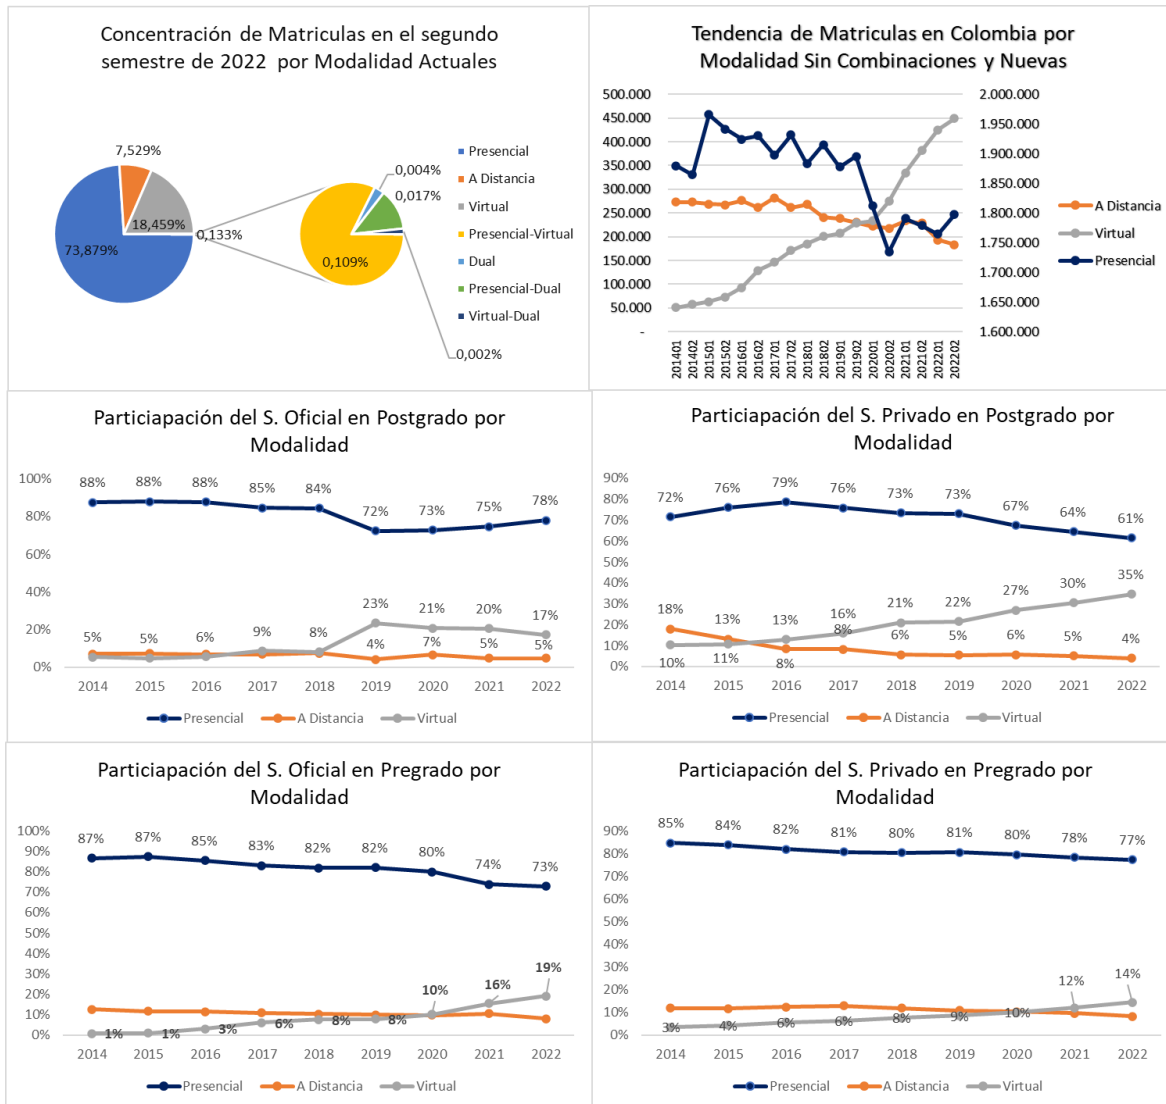 Concentración de Matriculas en el segundo
semestre de 2022 por Modalidad Actuales
7,529%
18,459%
73,879%
0,133%
0,004%
0,017%
0,109%
0,002%
Presencial
A Distancia
Virtual
Presencial-Virtual
Dual
Presencial-Dual
Virtual-Dual
Tendencia de Matriculas en Colombia por
Modalidad Sin Combinaciones y Nuevas
500.000
450.000
400.000
350.000
300.000
250.000
200.000
150.000
100.000
50.000
-
2.000.000
1.950.000
1.900.000
1.850.000
1.800.000
1.750.000
1.700.000
1.650.000
1.600.000
201401
201402
201501
201502
201601
201602
201701
201702
201801
201802
201901
201902
202001
202002
202101
202102
202201
202202
A Distancia
Virtual
Presencial
Particiapación del S. Oficial en Postgrado por
Modalidad
100%
80%
60%
40%
20%
0%
88% 88% 88% 85% 84% 72% 73% 75% 78%
5% 5% 6% 9% 8% 23% 21% 20% 17%
4% 7% 5% 5%
2014 2015 2016 2017 2018 2019 2020 2021 2022
Presencial A Distancia Virtual
Particiapación del S. Privado en Postgrado por
Modalidad
90%
80%
70%
60%
50%
40%
30%
20%
10%
0%
72% 76% 79% 76% 73% 73% 67% 64% 61%
18% 13% 13% 16% 21% 22% 27% 30% 35%
10% 11% 8% 8% 6% 5% 6% 5% 4%
2014 2015 2016 2017 2018 2019 2020 2021 2022
Presencial A Distancia Virtual
Particiapación del S. Oficial en Pregrado por
Modalidad
100%
90%
80%
70%
60%
50%
40%
30%
20%
10%
0%
87% 87% 85% 83% 82% 82% 80% 74% 73%
1% 1% 3% 6% 8% 8% 10% 16% 19%
2014 2015 2016 2017 2018 2019 2020 2021 2022
Presencial A Distancia Virtual
Particiapación del S. Privado en Pregrado por
Modalidad
90%
80%
70%
60%
50%
40%
30%
20%
10%
0%
85% 84% 82% 81% 80% 81% 80% 78% 77%
3% 4% 6% 6% 8% 9% 10% 12% 14%
2014 2015 2016 2017 2018 2019 2020 2021 2022
Presencial A Distancia Virtual